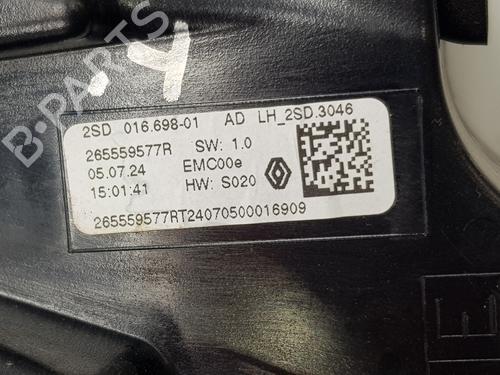 B-PARTS
2SD 016.698-01 AD LH_2SD.3046
265559577R SW: 1.0
05.07.24 EMC00e
15:01:41 HW: S020
265559577RT24070500016909